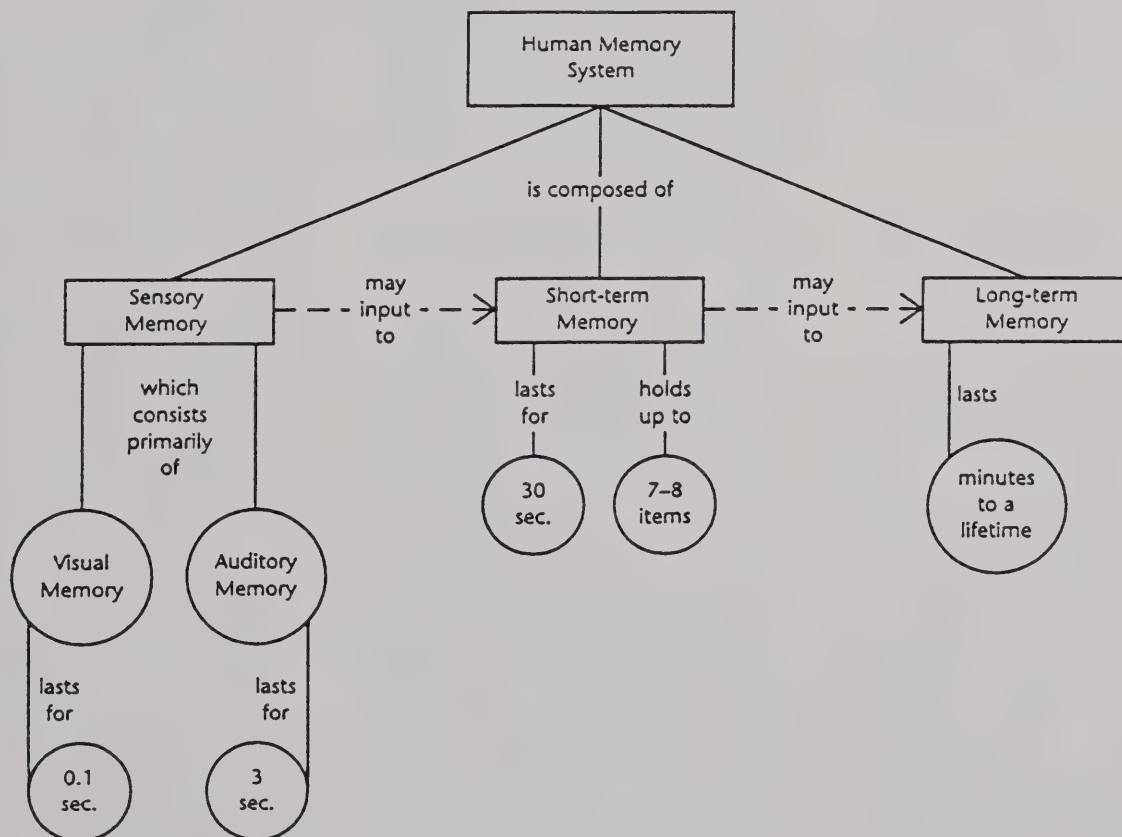 Human Memory
System
is composed of
Sensory
Memory
may
input
to
Short-term
Memory
may
input
to
Long-term
Memory
which
consists
primarily
of
lasts
for
holds
up to
lasts
30
sec.
7–8
items
minutes
to a
lifetime
Visual
Memory
Auditory
Memory
lasts
for
lasts
for
0.1
sec.
3
sec.